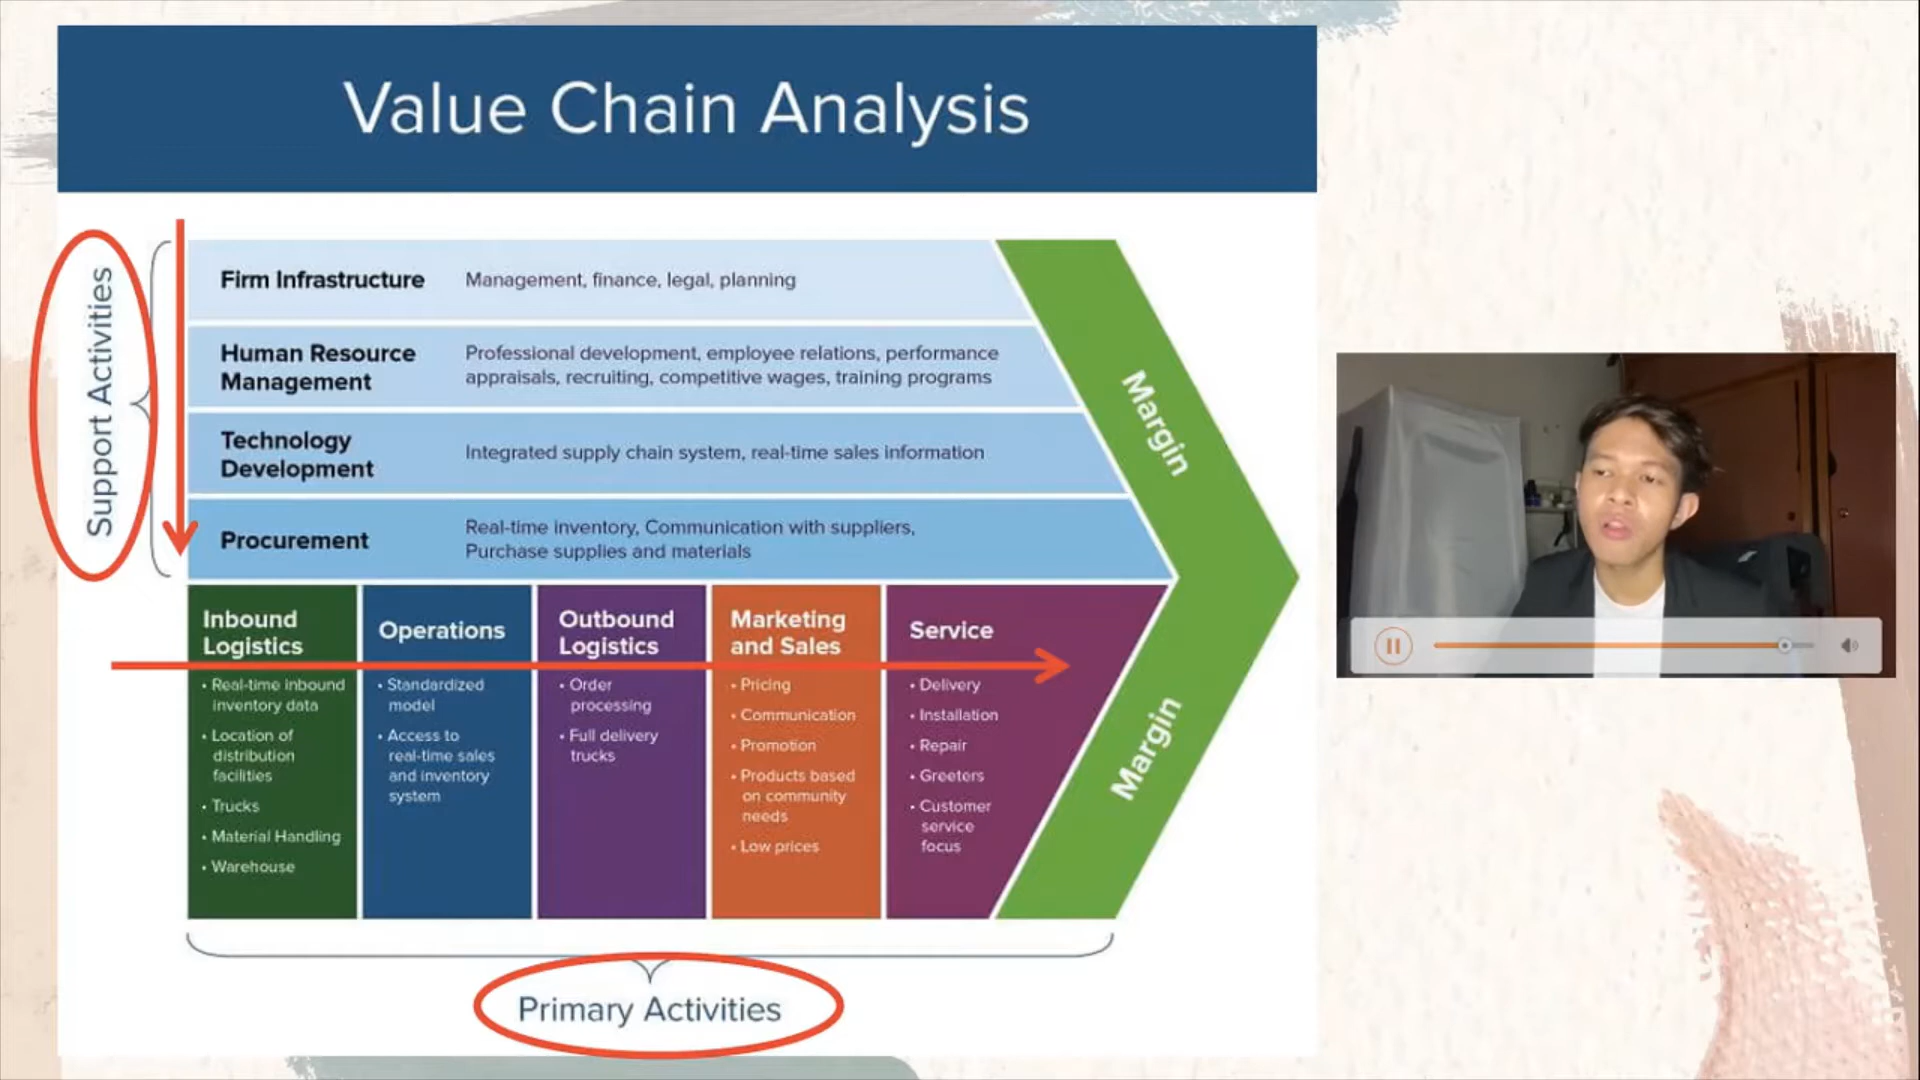 Value Chain Analysis
Support Activities
Firm Infrastructure
Management, finance, legal, planning
Human Resource
Management
Professional development, employee relations, performance
appraisals, recruiting, competitive wages, training programs
Technology
Development
Integrated supply chain system, real-time sales information
Procurement
Real-time inventory, Communication with suppliers,
Purchase supplies and materials
Margin
Inbound
Logistics
• Real-time inbound
inventory data
• Location of
distribution
facilities
• Trucks
• Material Handling
• Warehouse
Operations
• Standardized
model
• Access to
real-time sales
and inventory
system
Outbound
Logistics
• Order
processing
• Full delivery
trucks
Marketing
and Sales
• Pricing
• Communication
• Promotion
• Products based
on community
needs
• Low prices
Service
• Delivery
• Installation
• Repair
• Greeters
• Customer
service
focus
Margin
Primary Activities